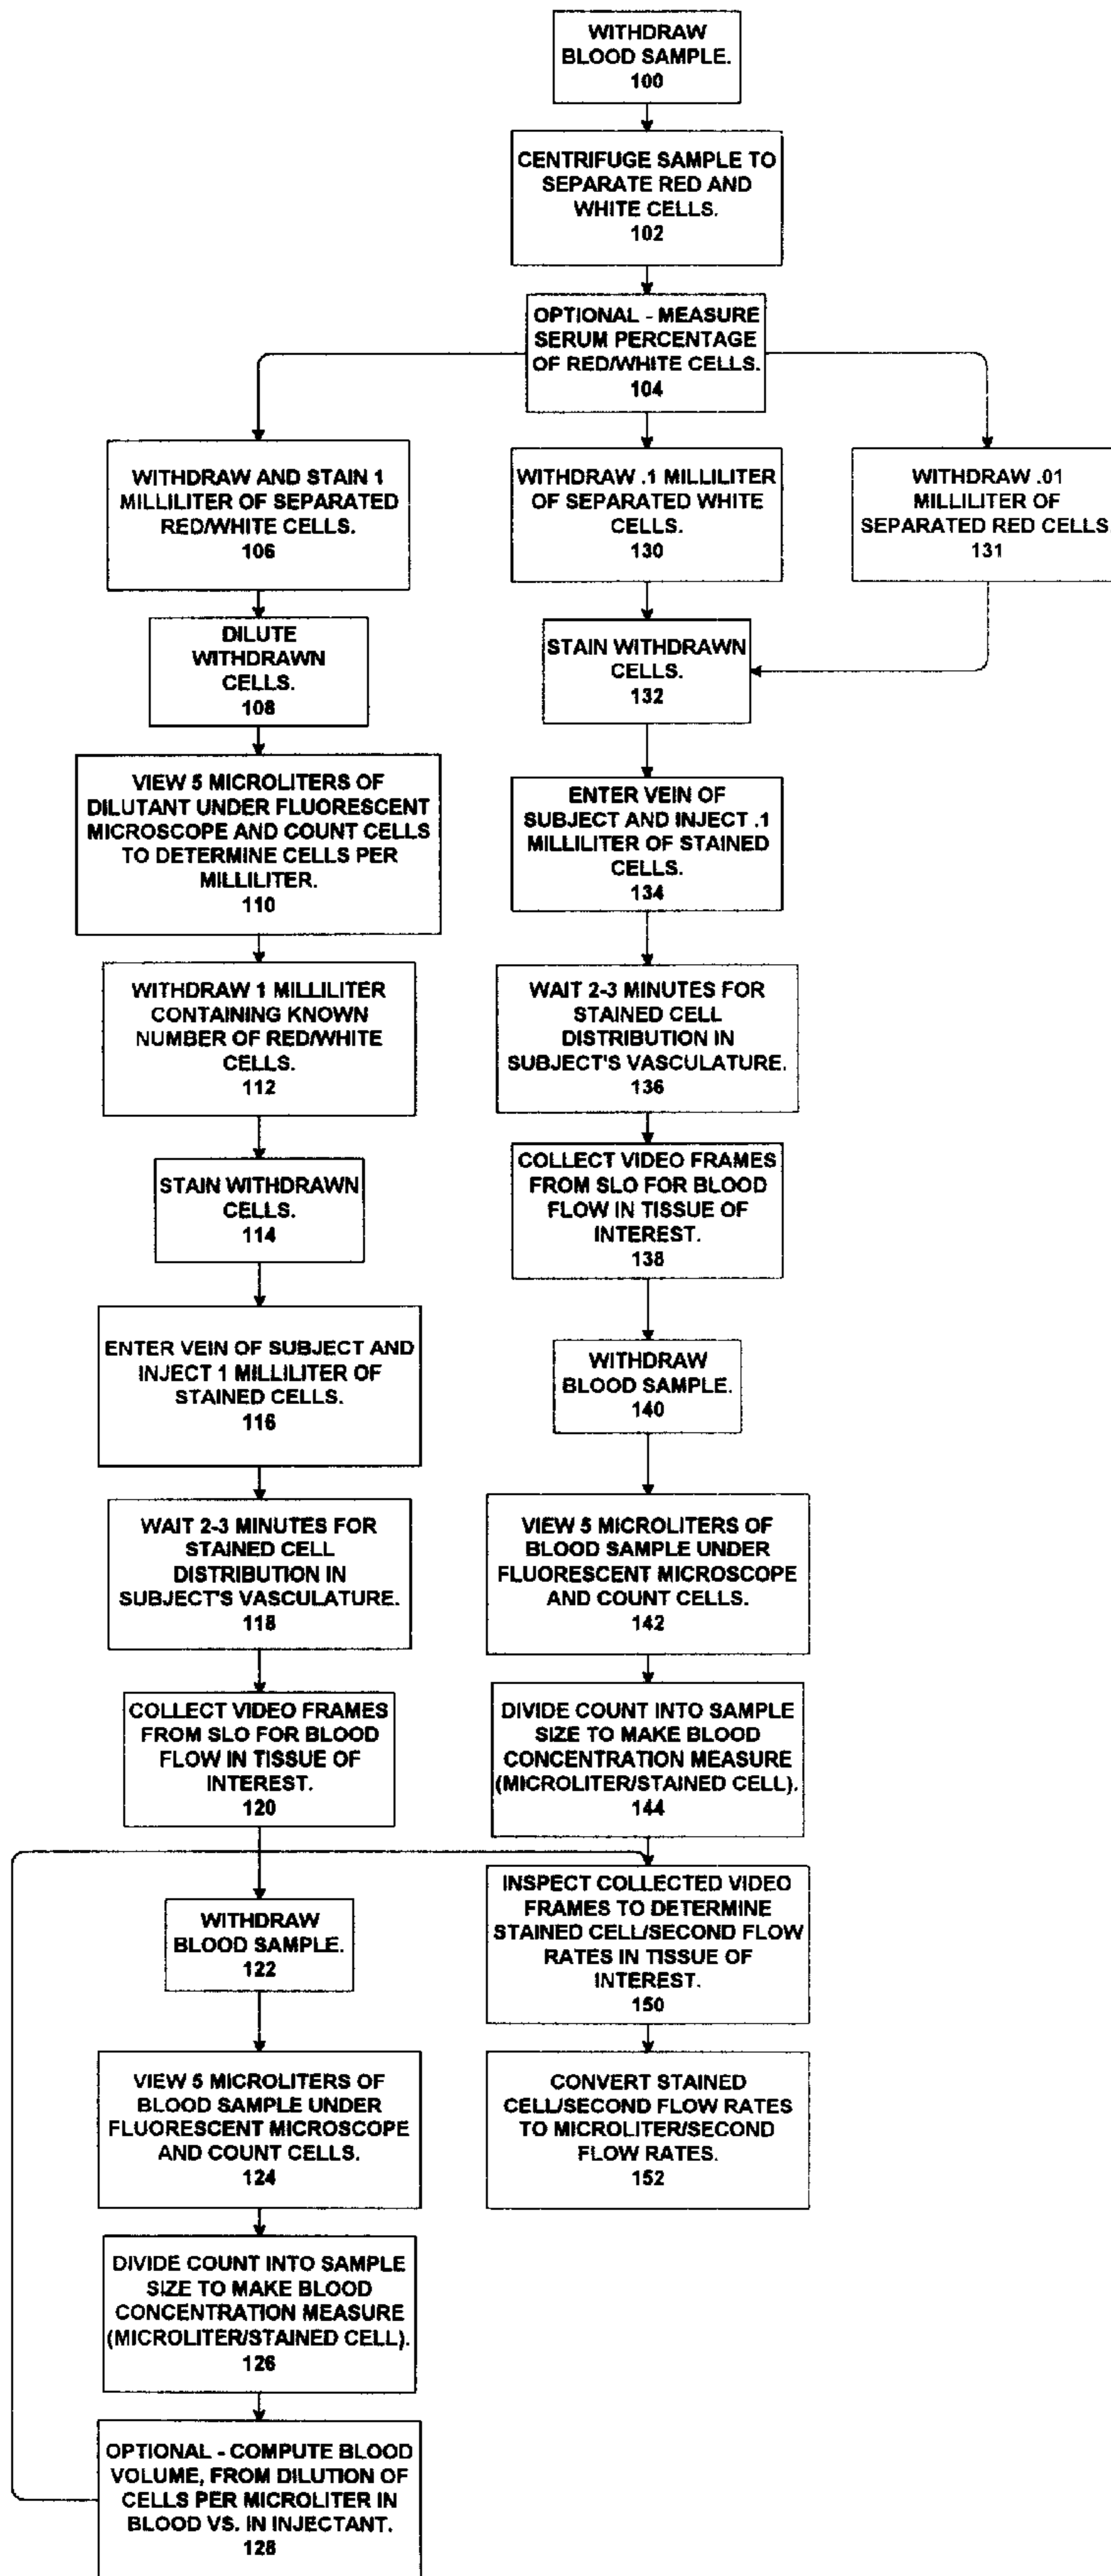 WITHDRAW
BLOOD SAMPLE.
100
CENTRIFUGE SAMPLE TO
SEPARATE RED AND
WHITE CELLS.
102
OPTIONAL - MEASURE
SERUM PERCENTAGE
OF RED/WHITE CELLS.
104
WITHDRAW AND STAIN 1
MILLILITER OF SEPARATED
RED/WHITE CELLS.
106
DILUTE
WITHDRAWN
CELLS.
108
VIEW 5 MICROLITERS OF
DILUTANT UNDER FLUORESCENT
MICROSCOPE AND COUNT CELLS
TO DETERMINE CELLS PER
MILLILITER.
110
WITHDRAW 1 MILLILITER
CONTAINING KNOWN
NUMBER OF RED/WHITE
CELLS.
112
STAIN WITHDRAWN
CELLS.
114
ENTER VEIN OF SUBJECT AND
INJECT 1 MILLILITER OF
STAINED CELLS.
116
WAIT 2-3 MINUTES FOR
STAINED CELL
DISTRIBUTION IN
SUBJECT'S VASCULATURE.
118
COLLECT VIDEO FRAMES
FROM SLO FOR BLOOD
FLOW IN TISSUE OF
INTEREST.
120
WITHDRAW
BLOOD SAMPLE.
122
VIEW 5 MICROLITERS OF
BLOOD SAMPLE UNDER
FLUORESCENT MICROSCOPE
AND COUNT CELLS.
124
DIVIDE COUNT INTO SAMPLE
SIZE TO MAKE BLOOD
CONCENTRATION MEASURE
(MICROLITER/STAINED CELL).
126
OPTIONAL - COMPUTE BLOOD
VOLUME, FROM DILUTION OF
CELLS PER MICROLITER IN
BLOOD VS. IN INJECTANT.
128
WITHDRAW .1 MILLILITER
OF SEPARATED WHITE
CELLS.
130
WITHDRAW .01
MILLILITER OF
SEPARATED RED CELLS
131
STAIN WITHDRAWN
CELLS.
132
ENTER VEIN OF
SUBJECT AND INJECT .1
MILLILITER OF STAINED
CELLS.
134
WAIT 2-3 MINUTES FOR
STAINED CELL
DISTRIBUTION IN
SUBJECT'S VASCULATURE.
136
COLLECT VIDEO FRAMES
FROM SLO FOR BLOOD
FLOW IN TISSUE OF
INTEREST.
138
WITHDRAW
BLOOD SAMPLE.
140
VIEW 5 MICROLITERS OF
BLOOD SAMPLE UNDER
FLUORESCENT MICROSCOPE
AND COUNT CELLS.
142
DIVIDE COUNT INTO SAMPLE
SIZE TO MAKE BLOOD
CONCENTRATION MEASURE
(MICROLITER/STAINED CELL).
144
INSPECT COLLECTED VIDEO
FRAMES TO DETERMINE
STAINED CELL/SECOND FLOW
RATES IN TISSUE OF
INTEREST.
150
CONVERT STAINED
CELL/SECOND FLOW RATES
TO MICROLITER/SECOND
FLOW RATES.
152